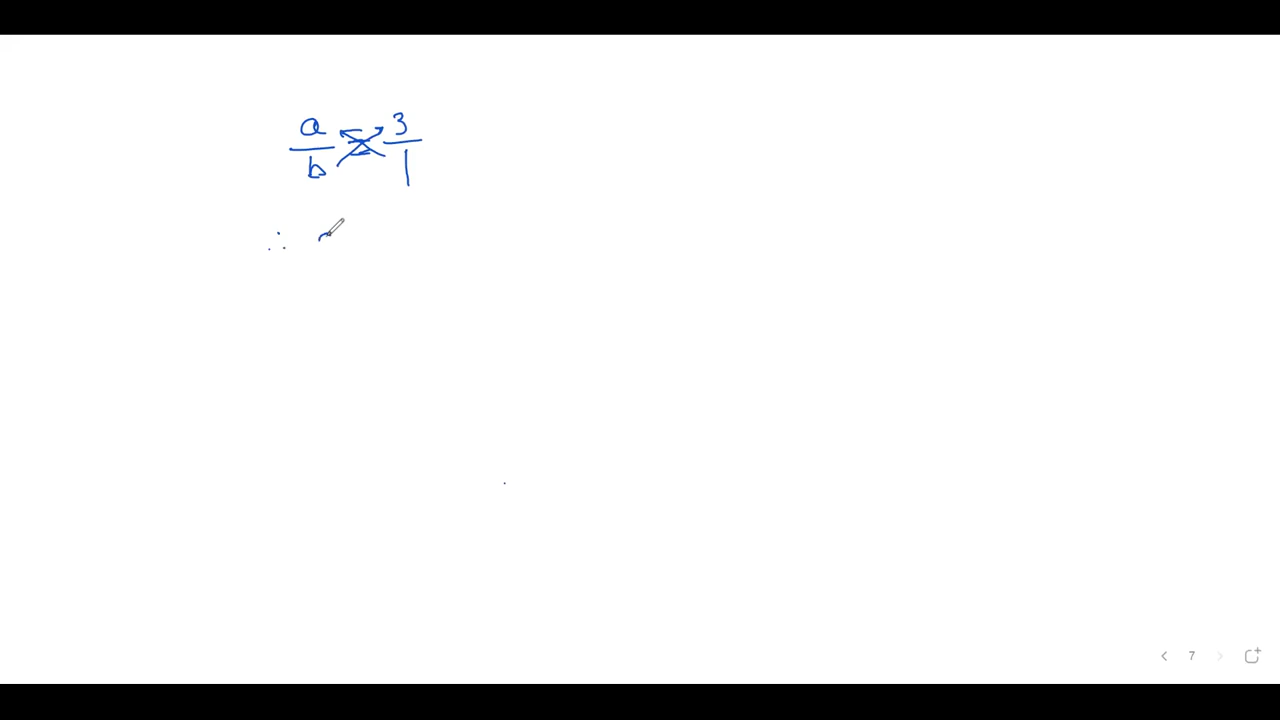 a/b = 3/1
∴
7